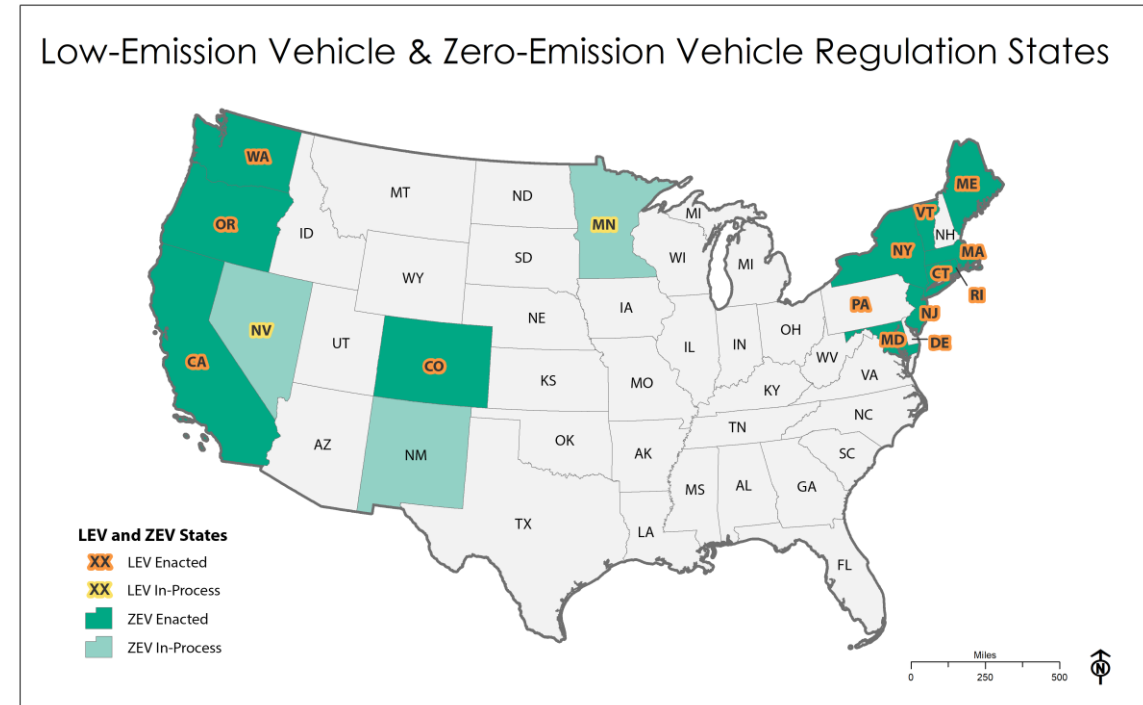 Low-Emission Vehicle & Zero-Emission Vehicle Regulation States
WA
MT
ND
MN
ME
OR
ID
SD
WI
MI
MI
VT
NH
NY
MA
CT
RI
WY
NV
UT
CA
CO
NE
IA
PA
NJ
IL
IN
OH
MD
DE
WV
VA
KS
MO
KY
AZ
NM
OK
AR
TN
NC
SC
TX
LA
MS
AL
GA
FL
LEV and ZEV States
XX LEV Enacted
XX LEV In-Process
ZEV Enacted
ZEV In-Process
Miles
0 250 500
N